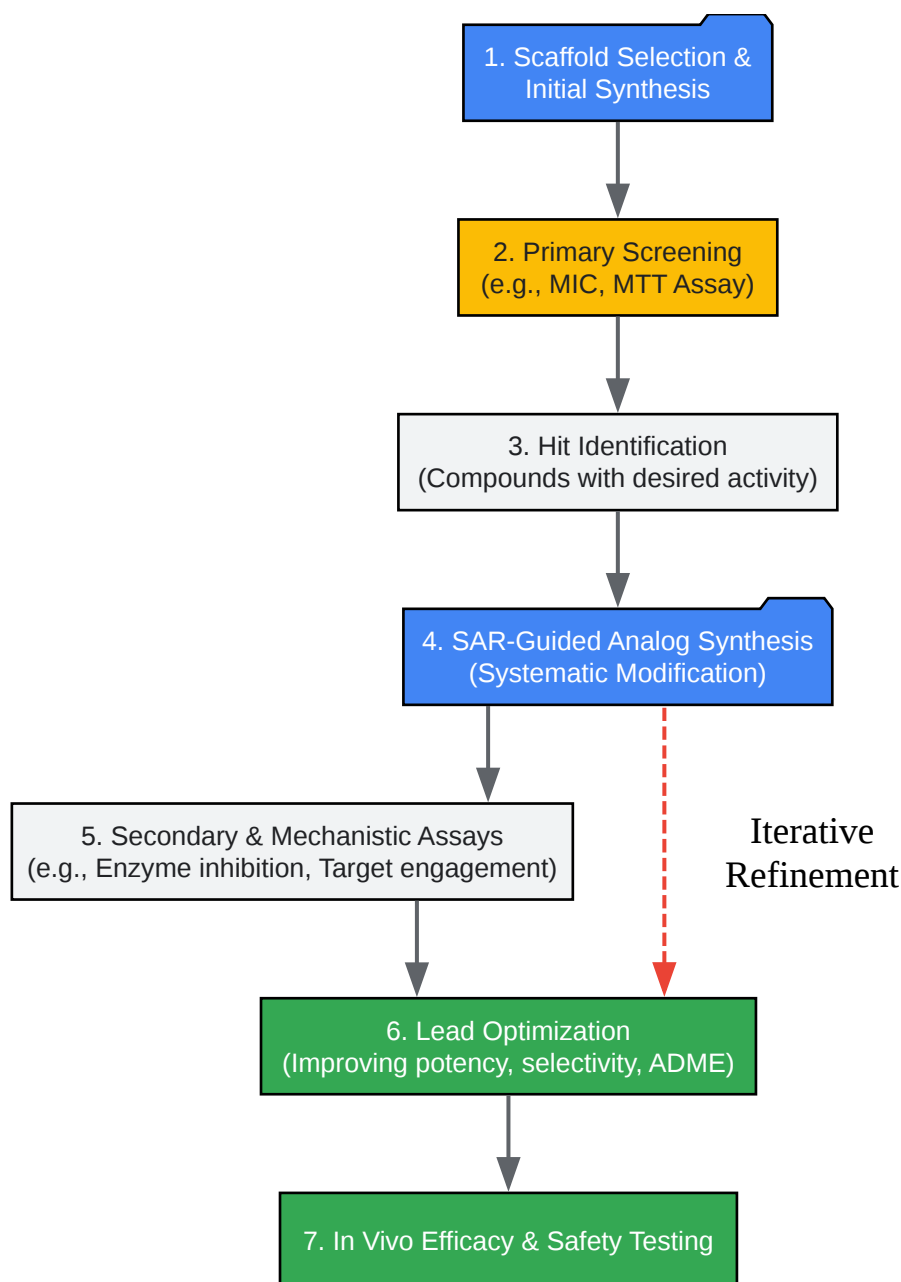 1. Scaffold Selection &
Initial Synthesis
2. Primary Screening
(e.g., MIC, MTT Assay)
3. Hit Identification
(Compounds with desired activity)
4. SAR-Guided Analog Synthesis
(Systematic Modification)
5. Secondary & Mechanistic Assays
(e.g., Enzyme inhibition, Target engagement)
Iterative
Refinement
6. Lead Optimization
(Improving potency, selectivity, ADME)
7. In Vivo Efficacy & Safety Testing